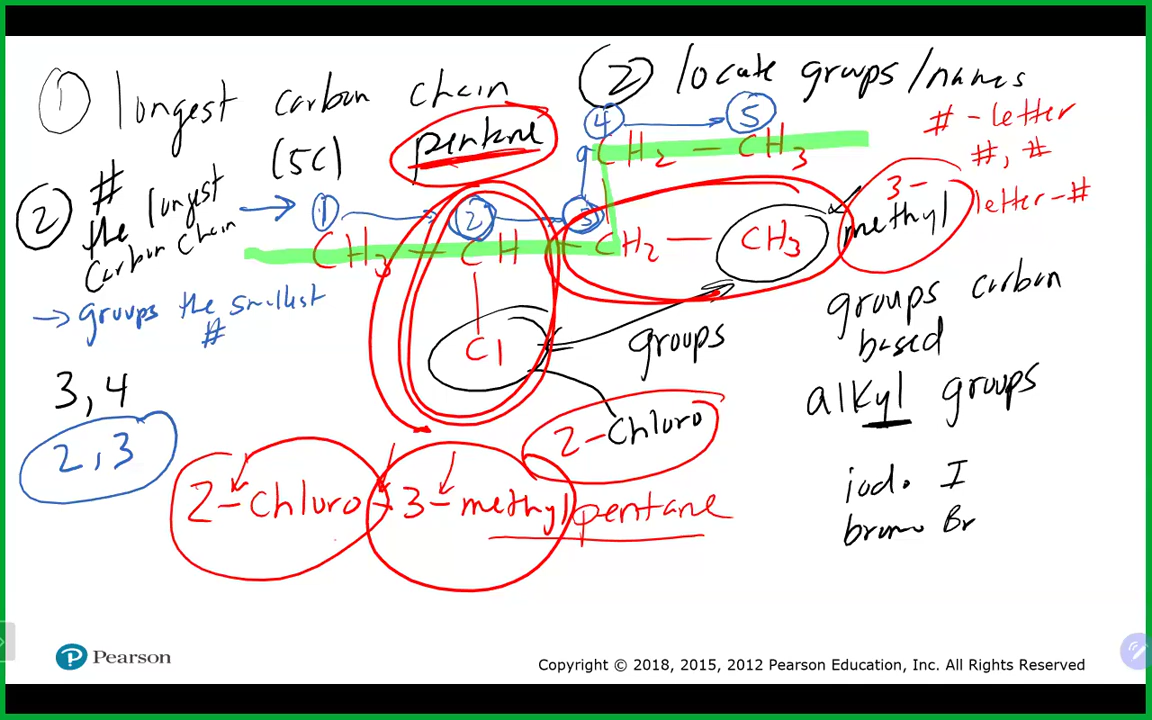 ① longest carbon chain
(5C)
pentane
② # the longest
Carbon Chain
→ groups the smallest
#
3, 4
2, 3
② locate groups/names
# - letter
#, #
letter - #
④ → ⑤
CH2 - CH3
① ② ③
CH3 - CH - CH2 - CH3
Cl
3-
methyl
groups
2-Chloro
groups carbon
based
alkyl groups
iodo I
bromo Br
2-Chloro-3-methylpentane
Pearson
Copyright © 2018, 2015, 2012 Pearson Education, Inc. All Rights Reserved